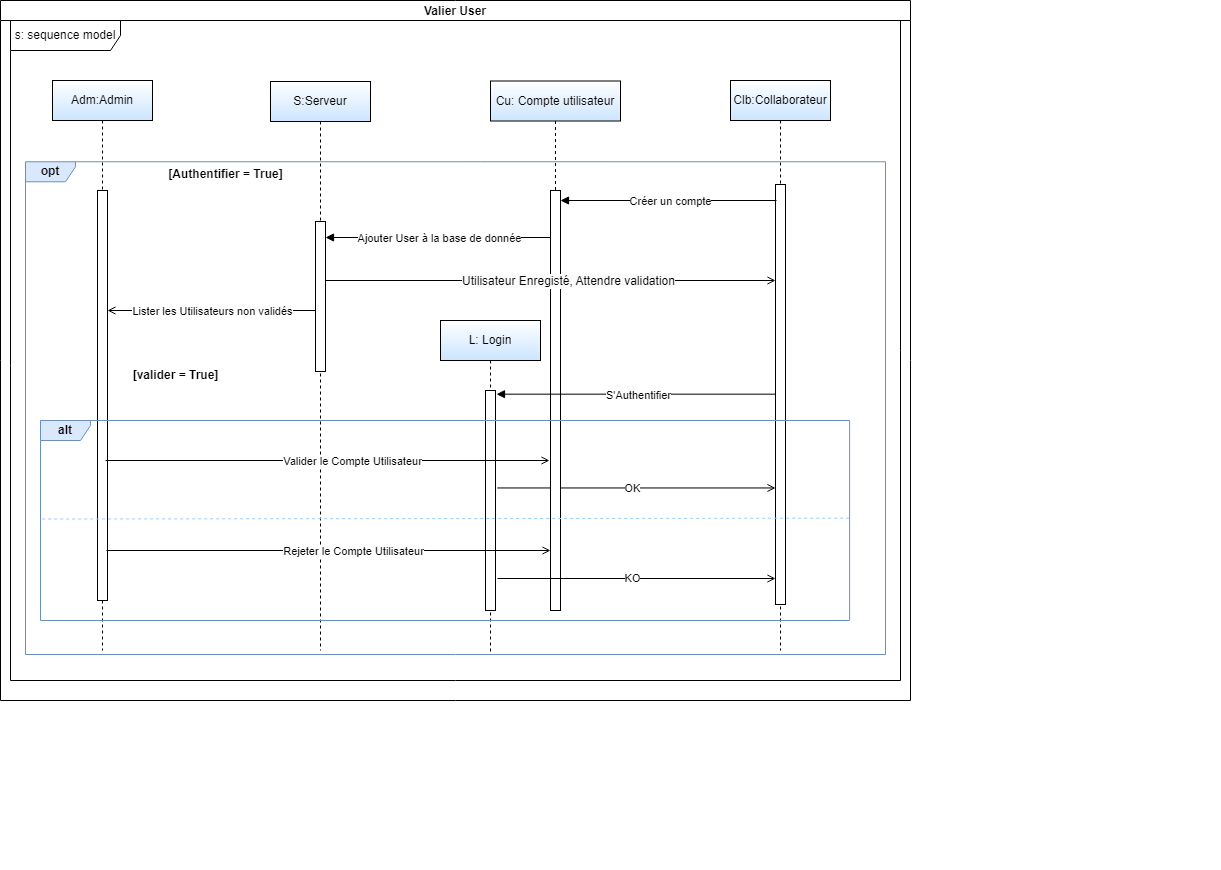 Valier User
s: sequence model
Adm:Admin
S:Serveur
Cu: Compte utilisateur
Clb:Collaborateur
opt
[Authentifier = True]
Créer un compte
Ajouter User à la base de donnée
Utilisateur Enregisté, Attendre validation
Lister les Utilisateurs non validés
L: Login
[valider = True]
S'Authentifier
alt
Valider le Compte Utilisateur
OK
Rejeter le Compte Utilisateur
KO